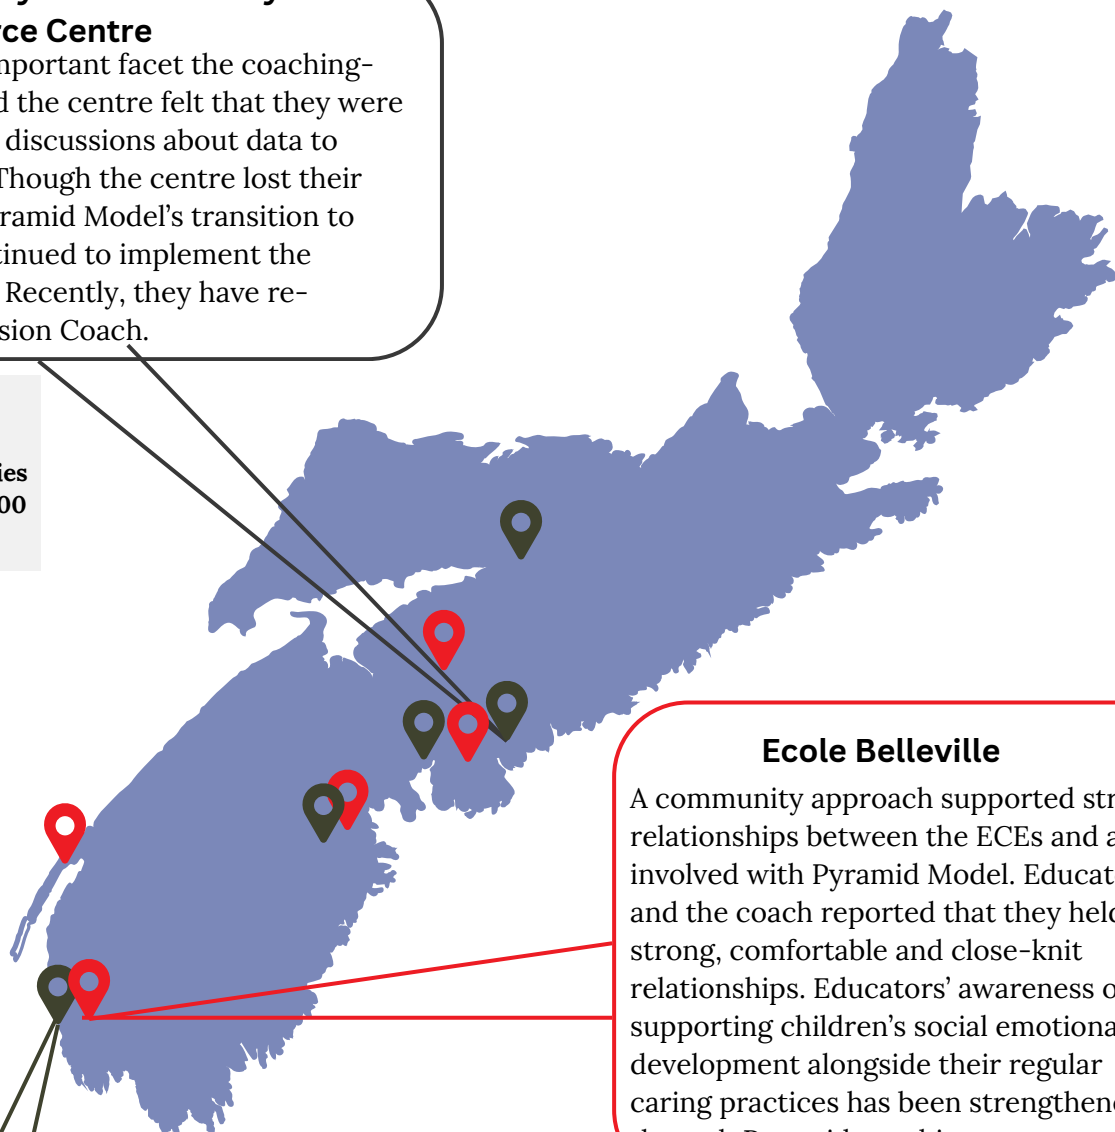 rce Centre
mportant facet the coaching-
d the centre felt that they were
discussions about data to
Though the centre lost their
ramid Model's transition to
tinued to implement the
Recently, they have re-
sion Coach.
ies
00
Ecole Belleville
A community approach supported str
relationships between the ECEs and a
involved with Pyramid Model. Educat
and the coach reported that they held
strong, comfortable and close-knit
relationships. Educators' awareness o
supporting children's social emotiona
development alongside their regular
caring practices has been strengthene